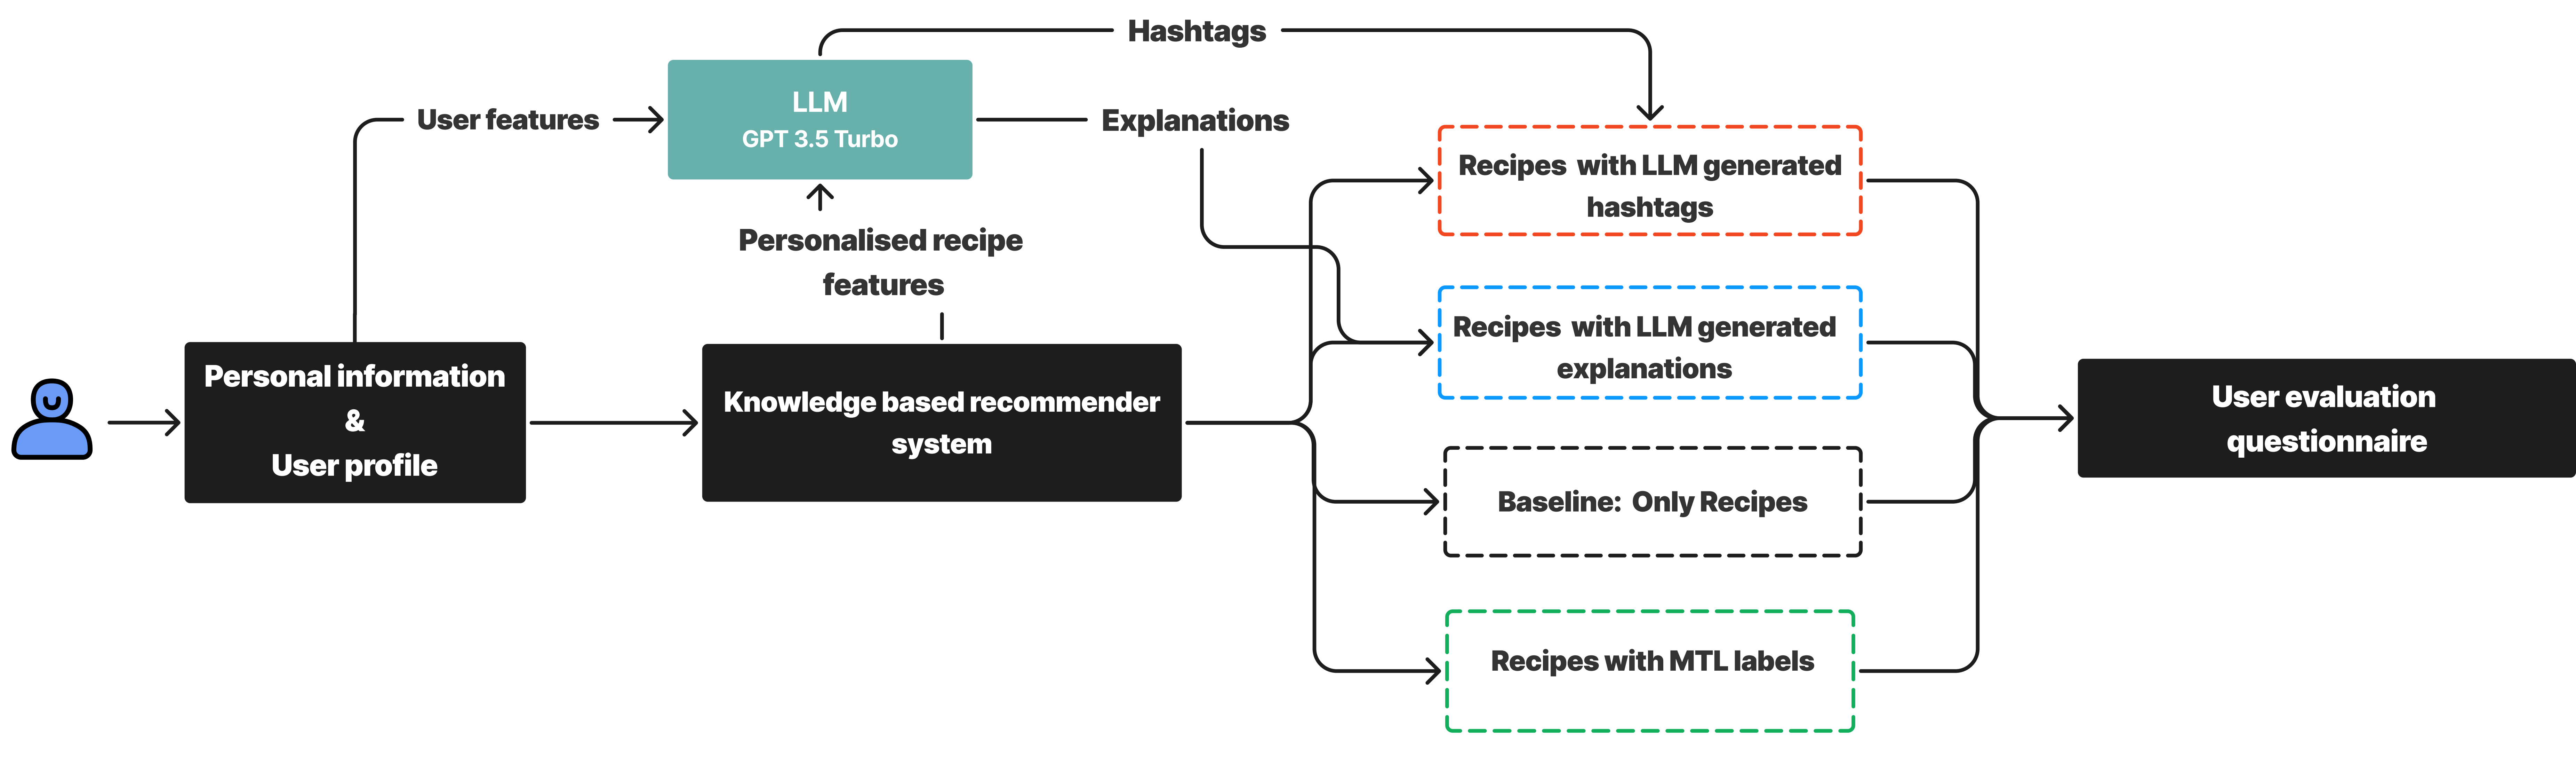 Hashtags
User features
LLM
GPT 3.5 Turbo
Explanations
Personalised recipe
features
Personal information
&
User profile
Knowledge based recommender
system
Recipes with LLM generated
hashtags
Recipes with LLM generated
explanations
Baseline: Only Recipes
Recipes with MTL labels
User evaluation
questionnaire